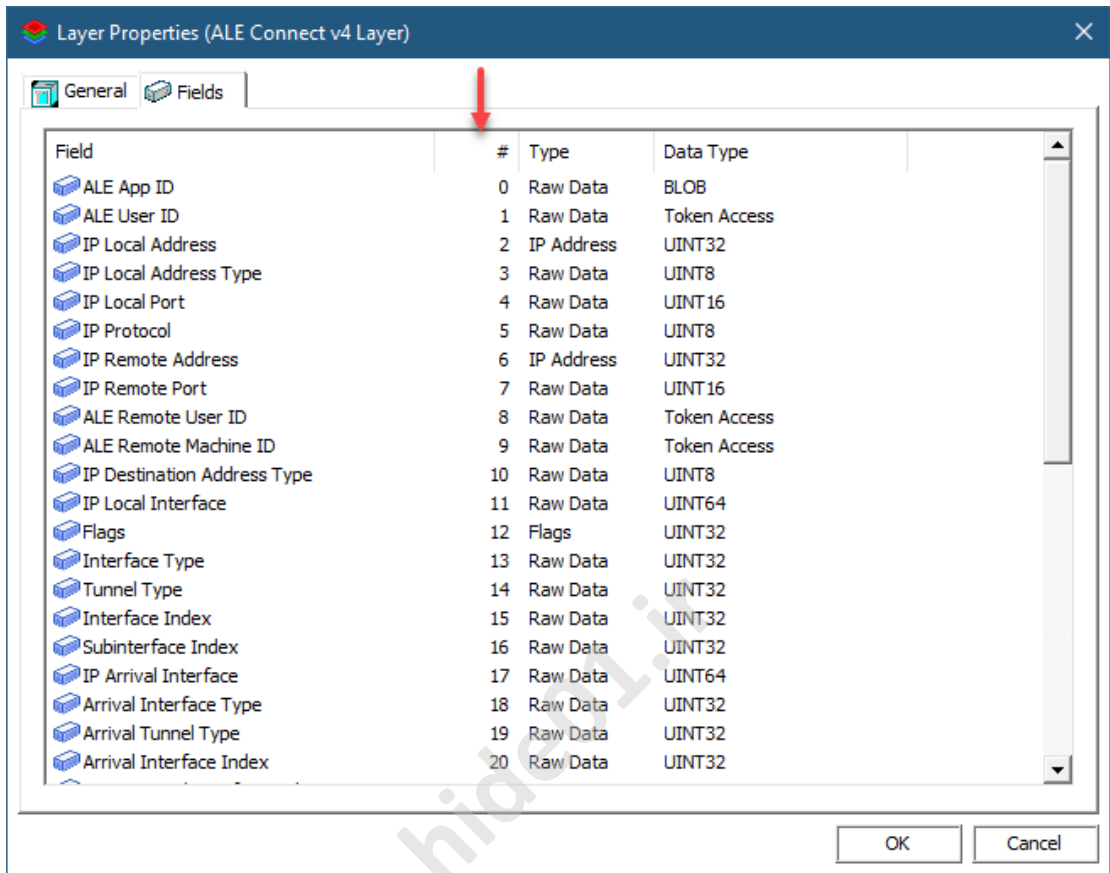 Layer Properties (ALE Connect v4 Layer)
General Fields
Field # Type Data Type
ALE App ID 0 Raw Data BLOB
ALE User ID 1 Raw Data Token Access
IP Local Address 2 IP Address UINT32
IP Local Address Type 3 Raw Data UINT8
IP Local Port 4 Raw Data UINT16
IP Protocol 5 Raw Data UINT8
IP Remote Address 6 IP Address UINT32
IP Remote Port 7 Raw Data UINT16
ALE Remote User ID 8 Raw Data Token Access
ALE Remote Machine ID 9 Raw Data Token Access
IP Destination Address Type 10 Raw Data UINT8
IP Local Interface 11 Raw Data UINT64
Flags 12 Flags UINT32
Interface Type 13 Raw Data UINT32
Tunnel Type 14 Raw Data UINT32
Interface Index 15 Raw Data UINT32
Subinterface Index 16 Raw Data UINT32
IP Arrival Interface 17 Raw Data UINT64
Arrival Interface Type 18 Raw Data UINT32
Arrival Tunnel Type 19 Raw Data UINT32
Arrival Interface Index 20 Raw Data UINT32
hide01.ir
OK Cancel